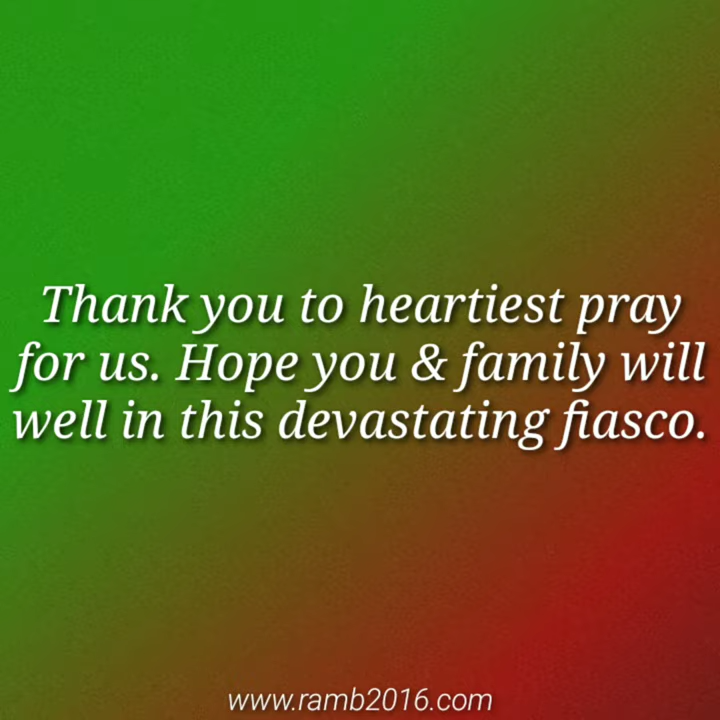 Thank you to heartiest pray
for us. Hope you & family will
well in this devastating fiasco.
www.ramb2016.com